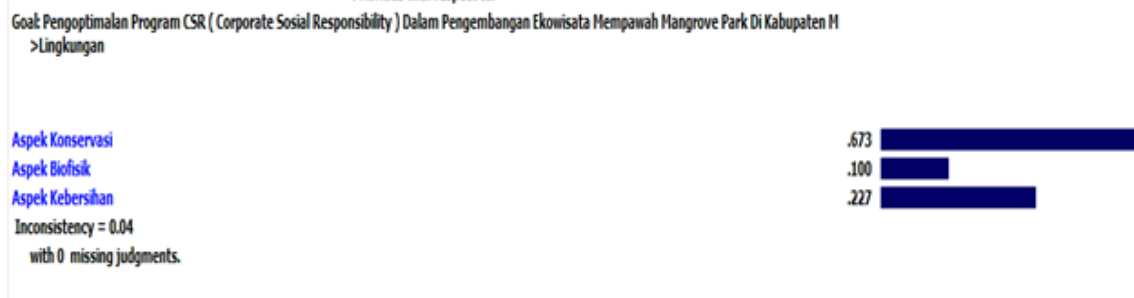 Goal: Pengoptimalan Program CSR ( Corporate Sosial Responsibility ) Dalam Pengembangan Ekowisata Mempawah Mangrove Park Di Kabupaten M
>Lingkungan
Aspek Konservasi .673
Aspek Biofisik .100
Aspek Kebersihan .227
Inconsistency = 0.04
with 0 missing judgments.